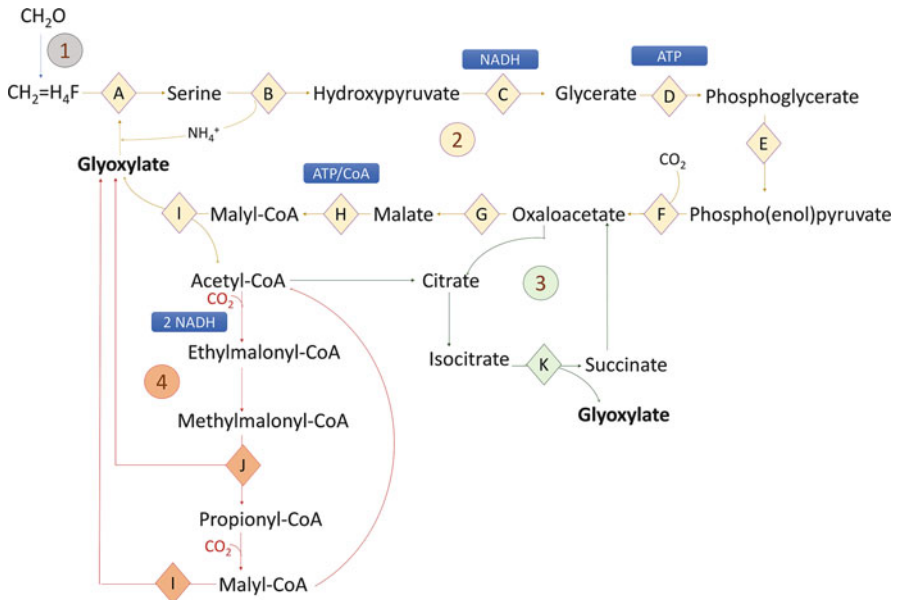 CH₂O
1
CH₂=H₄F
A
Serine
B
Hydroxypyruvate
NADH
C
Glycerate
ATP
D
Phosphoglycerate
NH₄⁺
2
E
Glyoxylate
CO₂
ATP/CoA
I
Malyl-CoA
H
Malate
G
Oxaloacetate
F
Phospho(enol)pyruvate
Acetyl-CoA
Citrate
3
CO₂
2 NADH
Ethylmalonyl-CoA
Isocitrate
K
Succinate
4
Glyoxylate
Methylmalonyl-CoA
J
Propionyl-CoA
CO₂
I
Malyl-CoA